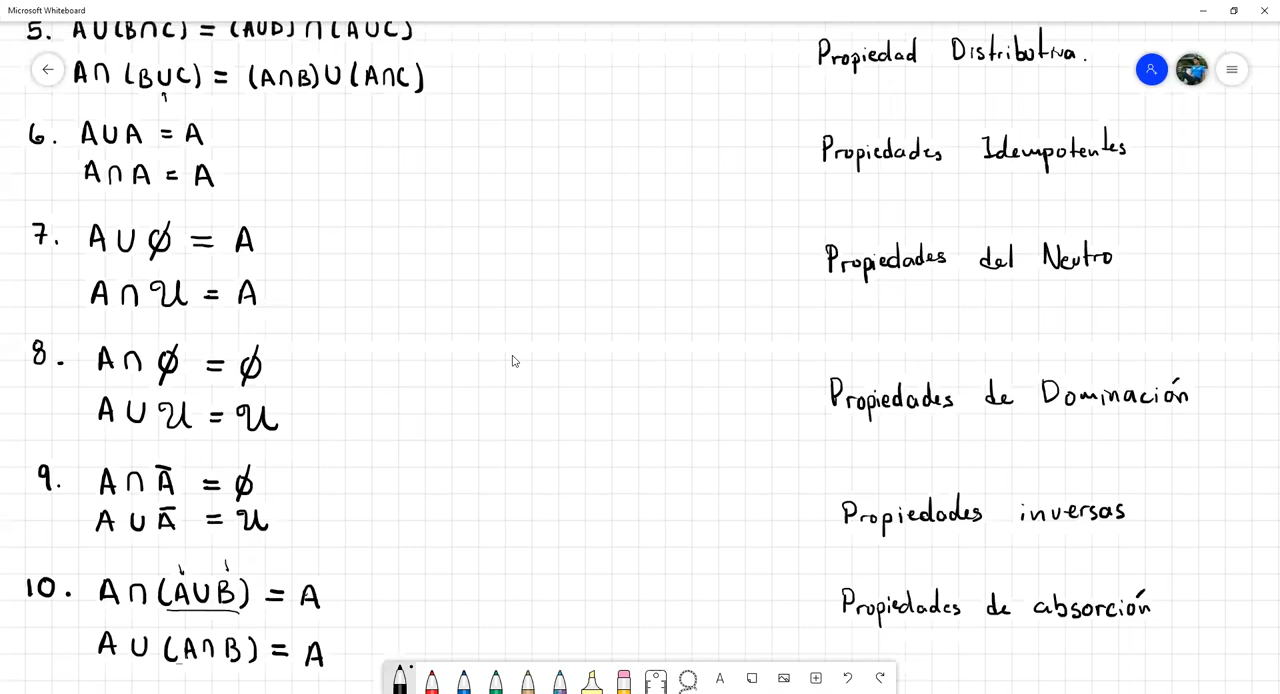 Microsoft Whiteboard
5. A∪(B∩C) = (A∪B)∩(A∪C) Propiedad Distributiva.
A∩(B∪C) = (A∩B)∪(A∩C)
6. A∪A = A Propiedades Idempotentes
A∩A = A
7. A∪∅ = A Propiedades del Neutro
A∩𝒰 = A
8. A∩∅ = ∅ Propiedades de Dominación
A∪𝒰 = 𝒰
9. A∩Ā = ∅ Propiedades inversas
A∪Ā = 𝒰
10. A∩(A∪B) = A Propiedades de absorción
A∪(A∩B) = A
A